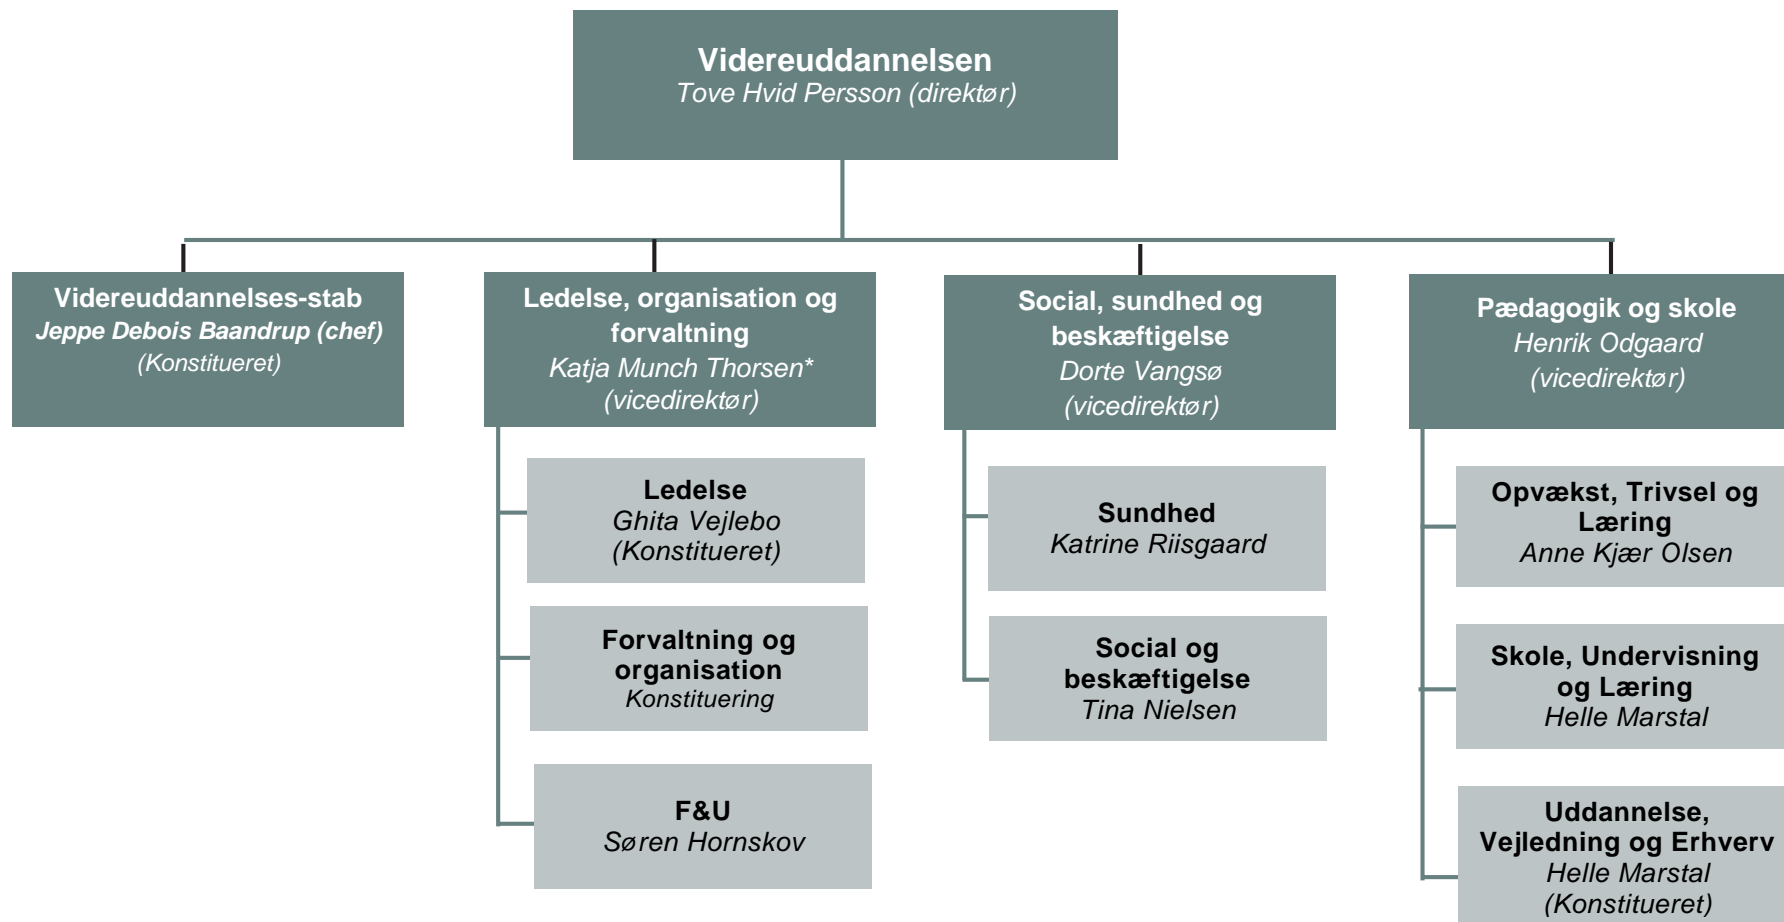 Videreuddannelsen
Tove Hvid Persson (direktør)
Videreuddannelses-stab
Jeppe Debois Baandrup (chef)
(Konstitueret)
Ledelse, organisation og
forvaltning
Katja Munch Thorsen*
(vicedirektør)
Social, sundhed og
beskæftigelse
Dorte Vangsø
(vicedirektør)
Pædagogik og skole
Henrik Odgaard
(vicedirektør)
Ledelse
Ghita Vejlebo
(Konstitueret)
Forvaltning og
organisation
Konstituering
F&U
Søren Hornskov
Sundhed
Katrine Riisgaard
Social og
beskæftigelse
Tina Nielsen
Opvækst, Trivsel og
Læring
Anne Kjær Olsen
Skole, Undervisning
og Læring
Helle Marstal
Uddannelse,
Vejledning og Erhverv
Helle Marstal
(Konstitueret)